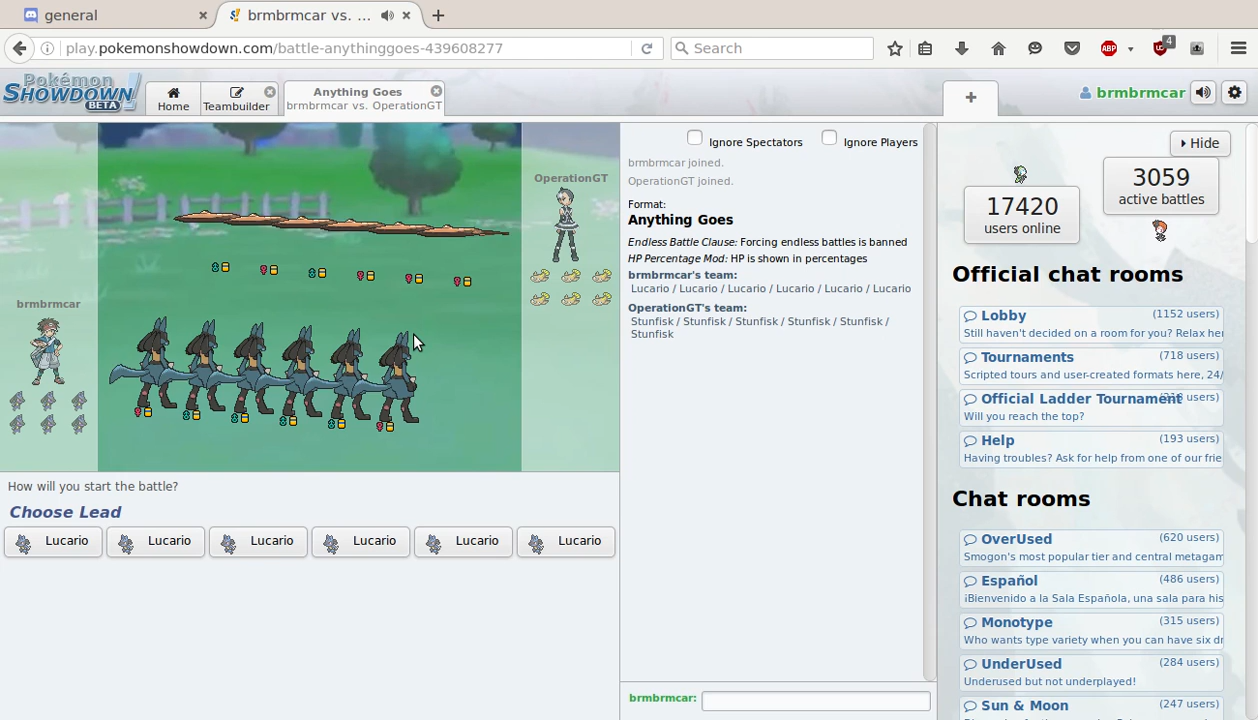 general
brmbrmcar vs. ...
play.pokemonshowdown.com/battle-anythinggoes-439608277
Search
ABP
4
Pokémon
SHOWDOWN!
BETA
Home
Teambuilder
Anything Goes
brmbrmcar vs. OperationGT
brmbrmcar
OperationGT
brmbrmcar
How will you start the battle?
Choose Lead
Lucario
Lucario
Lucario
Lucario
Lucario
Lucario
Ignore Spectators
Ignore Players
brmbrmcar joined.
OperationGT joined.
Format:
Anything Goes
Endless Battle Clause: Forcing endless battles is banned
HP Percentage Mod: HP is shown in percentages
brmbrmcar's team:
Lucario / Lucario / Lucario / Lucario / Lucario / Lucario
OperationGT's team:
Stunfisk / Stunfisk / Stunfisk / Stunfisk / Stunfisk /
Stunfisk
brmbrmcar:
Hide
17420
users online
3059
active battles
Official chat rooms
Lobby
(1152 users)
Still haven't decided on a room for you? Relax her
Tournaments
(718 users)
Scripted tours and user-created formats here, 24/
Official Ladder Tournament
users)
Will you reach the top?
Help
(193 users)
Having troubles? Ask for help from one of our frie
Chat rooms
OverUsed
(620 users)
Smogon's most popular tier and central metagam
Español
(486 users)
¡Bienvenido a la Sala Española, una sala para his
Monotype
(315 users)
Who wants type variety when you can have six dr
UnderUsed
(284 users)
Underused but not underplayed!
Sun & Moon
(247 users)